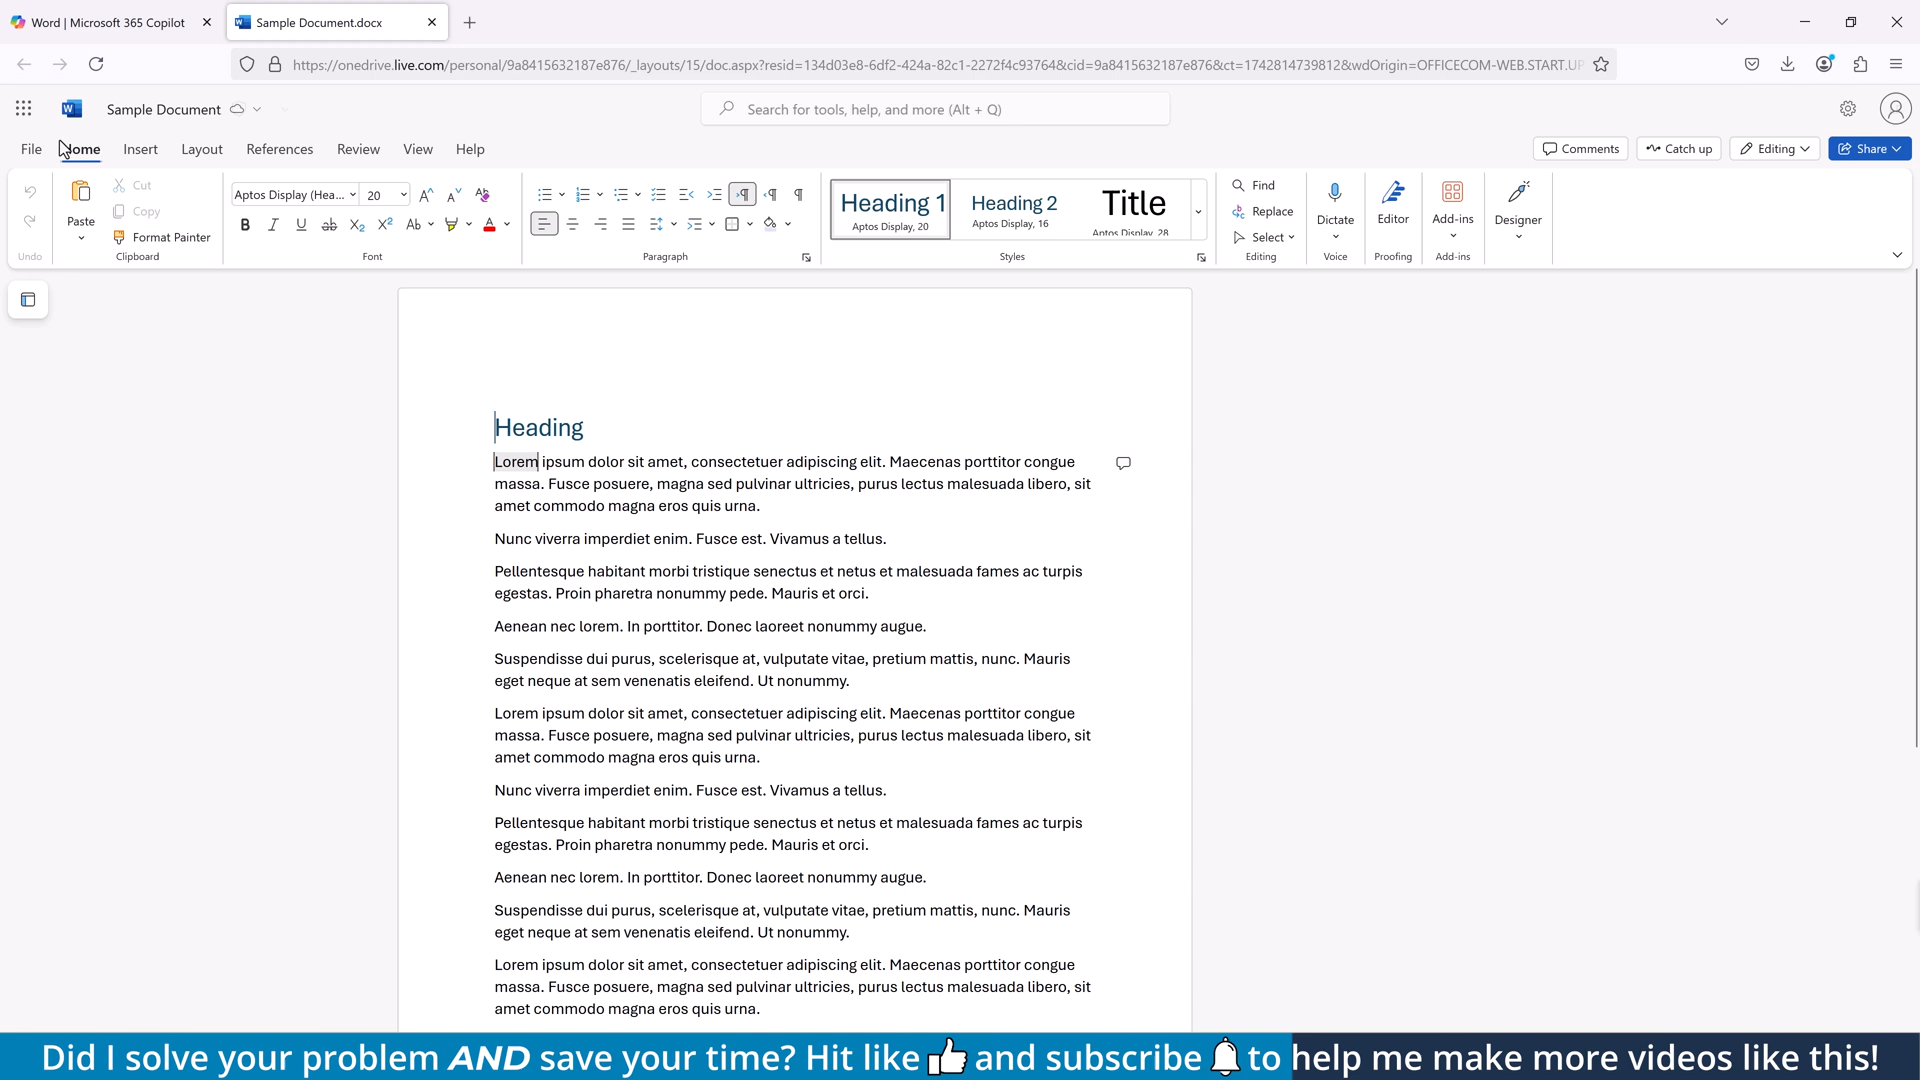 Word | Microsoft 365 Copilot
Sample Document.docx
https://onedrive.live.com/personal/9a8415632187e876/_layouts/15/doc.aspx?resid=134d03e8-6df2-424a-82c1-2272f4c93764&cid=9a8415632187e876&ct=1742814739812&wdOrigin=OFFICECOM-WEB.START.UP
Sample Document
Search for tools, help, and more (Alt + Q)
File Home Insert Layout References Review View Help
Comments Catch up Editing Share
Paste
Cut
Copy
Format Painter
Aptos Display (Hea... 20
Heading 1
Aptos Display, 20
Heading 2
Aptos Display, 16
Title
Aptos Display, 28
Find
Replace
Select
Dictate
Editor
Add-ins
Designer
Undo Clipboard Font Paragraph Styles Editing Voice Proofing Add-ins
Heading
Lorem ipsum dolor sit amet, consectetuer adipiscing elit. Maecenas porttitor congue
massa. Fusce posuere, magna sed pulvinar ultricies, purus lectus malesuada libero, sit
amet commodo magna eros quis urna.
Nunc viverra imperdiet enim. Fusce est. Vivamus a tellus.
Pellentesque habitant morbi tristique senectus et netus et malesuada fames ac turpis
egestas. Proin pharetra nonummy pede. Mauris et orci.
Aenean nec lorem. In porttitor. Donec laoreet nonummy augue.
Suspendisse dui purus, scelerisque at, vulputate vitae, pretium mattis, nunc. Mauris
eget neque at sem venenatis eleifend. Ut nonummy.
Lorem ipsum dolor sit amet, consectetuer adipiscing elit. Maecenas porttitor congue
massa. Fusce posuere, magna sed pulvinar ultricies, purus lectus malesuada libero, sit
amet commodo magna eros quis urna.
Nunc viverra imperdiet enim. Fusce est. Vivamus a tellus.
Pellentesque habitant morbi tristique senectus et netus et malesuada fames ac turpis
egestas. Proin pharetra nonummy pede. Mauris et orci.
Aenean nec lorem. In porttitor. Donec laoreet nonummy augue.
Suspendisse dui purus, scelerisque at, vulputate vitae, pretium mattis, nunc. Mauris
eget neque at sem venenatis eleifend. Ut nonummy.
Lorem ipsum dolor sit amet, consectetuer adipiscing elit. Maecenas porttitor congue
massa. Fusce posuere, magna sed pulvinar ultricies, purus lectus malesuada libero, sit
amet commodo magna eros quis urna.
Did I solve your problem AND save your time? Hit like and subscribe to help me make more videos like this!